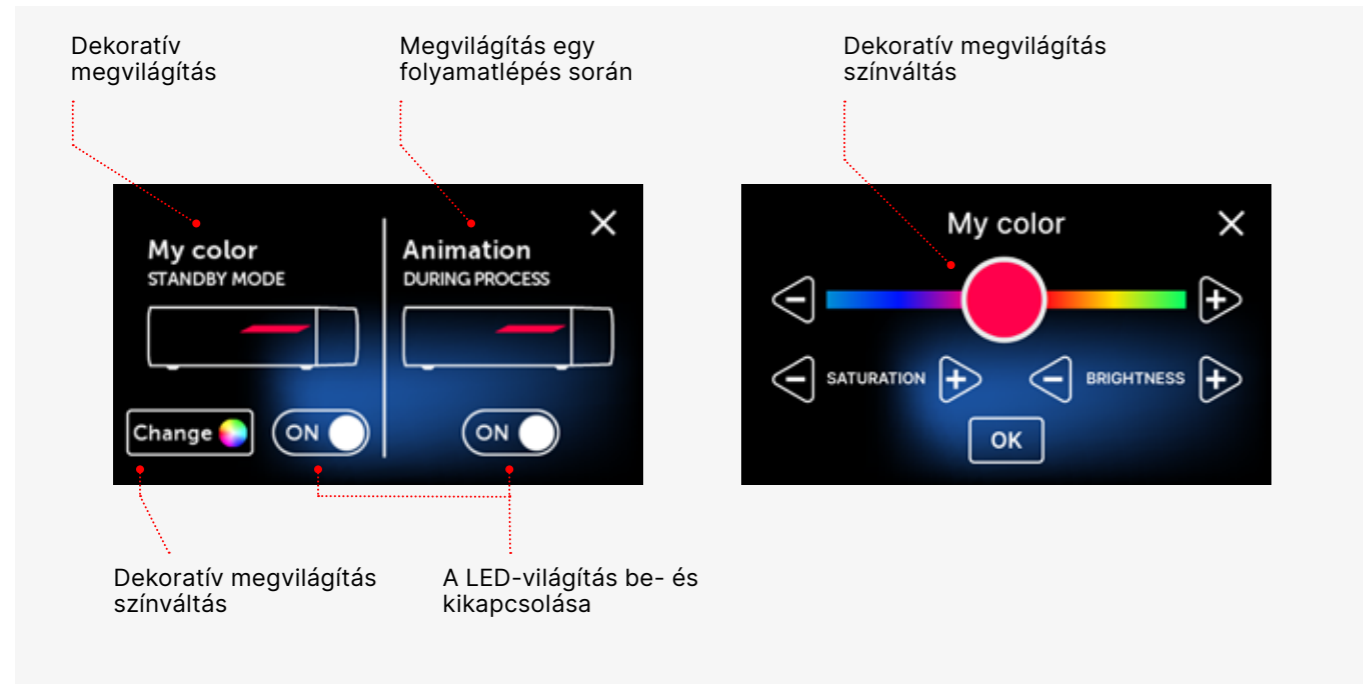 Dekoratív
megvilágítás
Megvilágítás egy
folyamatlépés során
Dekoratív megvilágítás
színváltás
My color
STANDBY MODE
Animation
DURING PROCESS
Change
ON
ON
My color
SATURATION
BRIGHTNESS
OK
Dekoratív megvilágítás
színváltás
A LED-világítás be- és
kikapcsolása